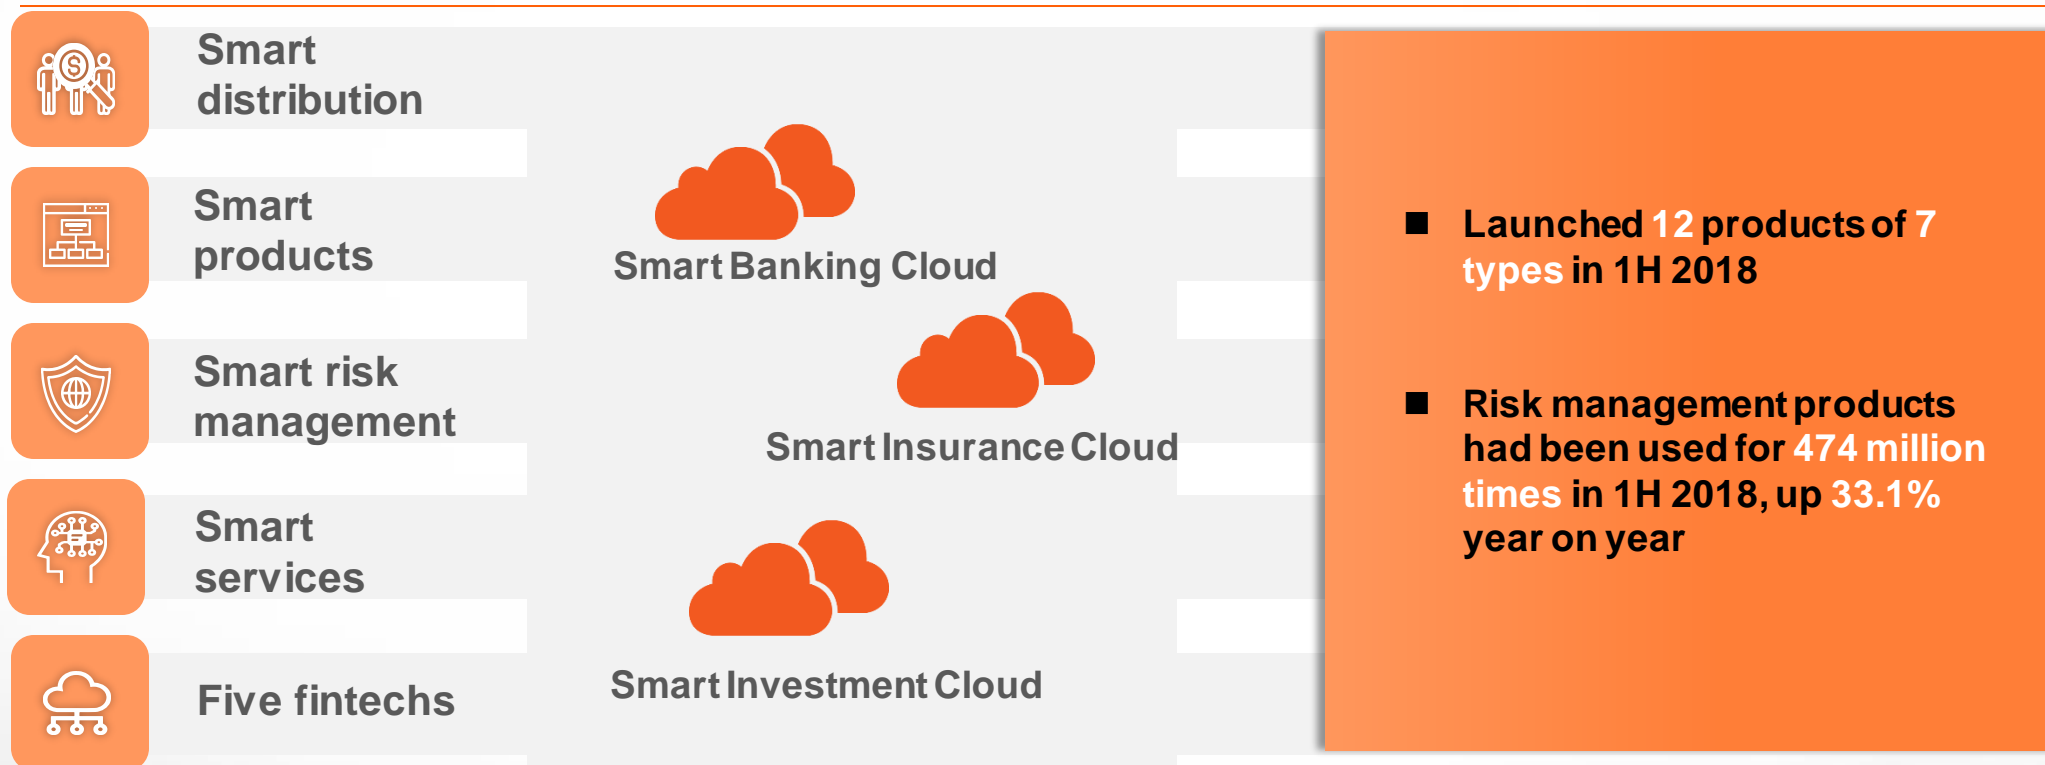 Smart
distribution
Smart
products
Smart risk
management
Smart
services
Five fintechs
Smart Banking Cloud
Smart Insurance Cloud
Smart Investment Cloud
■ Launched 12 products of 7
types in 1H 2018
■ Risk management products
had been used for 474 million
times in 1H 2018, up 33.1%
year on year